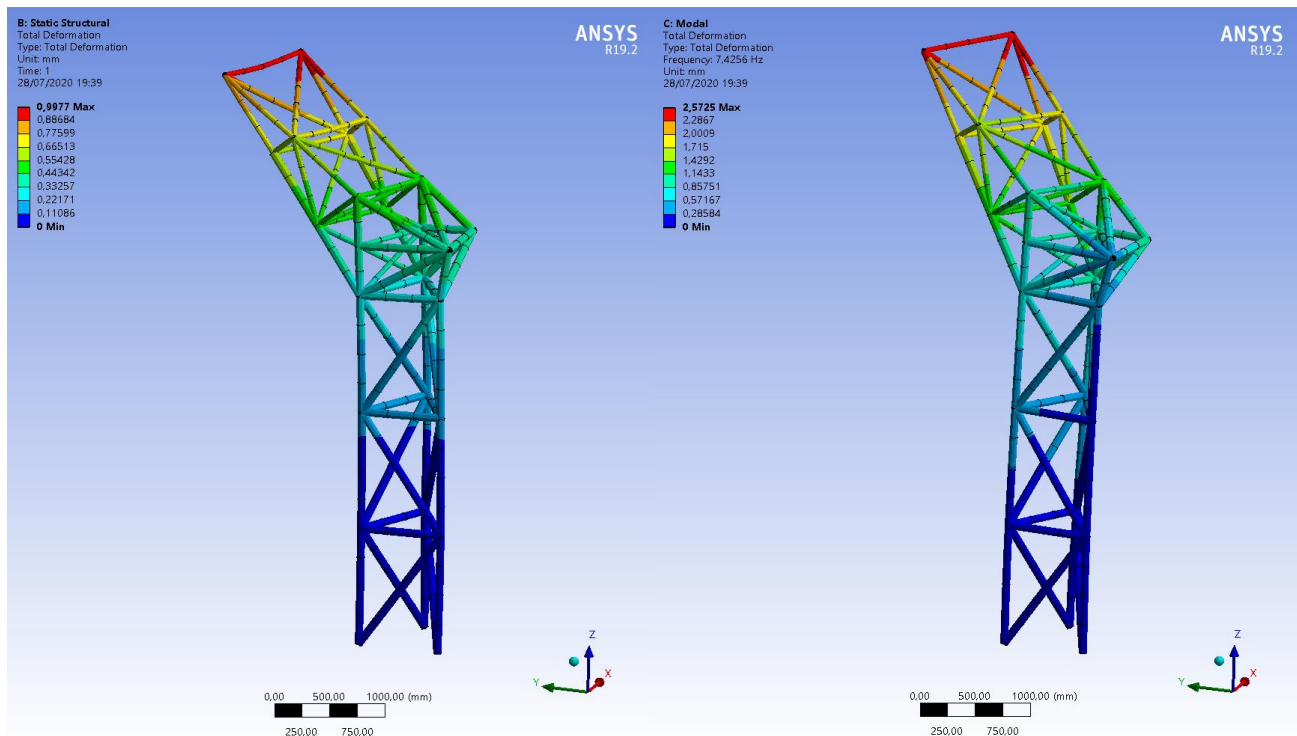 B: Static Structural
Total Deformation
Type: Total Deformation
Unit: mm
Time: 1
28/07/2020 19:39
0,9977 Max
0,88684
0,77599
0,66513
0,55428
0,44342
0,33257
0,22171
0,11086
0 Min
ANSYS
R19.2
Z
Y
X
0,00 500,00 1000,00 (mm)
250,00 750,00
C: Modal
Total Deformation
Type: Total Deformation
Frequency: 7,4256 Hz
Unit: mm
28/07/2020 19:39
2,5725 Max
2,2867
2,0009
1,715
1,4292
1,1433
0,85751
0,57167
0,28584
0 Min
ANSYS
R19.2
Z
Y
X
0,00 500,00 1000,00 (mm)
250,00 750,00